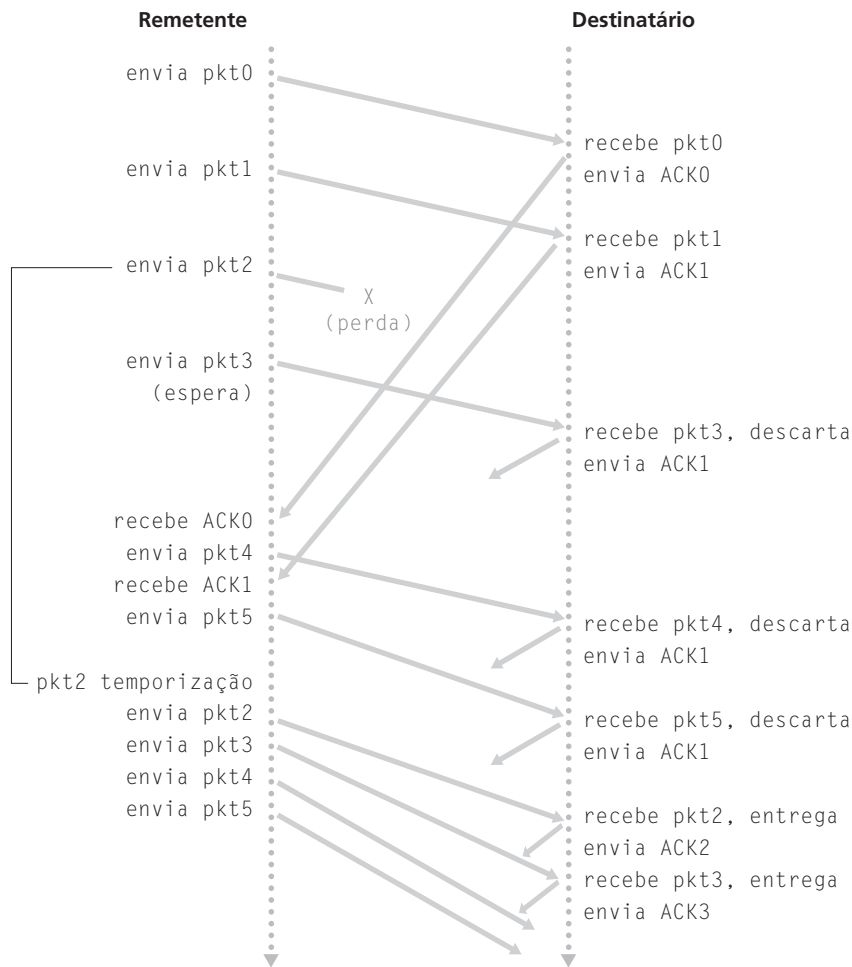 Remetente
Destinatário
envia pkt0
recebe pkt0
envia ACK0
envia pkt1
recebe pkt1
envia ACK1
envia pkt2
X
(perda)
envia pkt3
(espera)
recebe pkt3, descarta
envia ACK1
recebe ACK0
envia pkt4
recebe ACK1
envia pkt5
recebe pkt4, descarta
envia ACK1
pkt2 temporização
envia pkt2
envia pkt3
envia pkt4
envia pkt5
recebe pkt5, descarta
envia ACK1
recebe pkt2, entrega
envia ACK2
recebe pkt3, entrega
envia ACK3